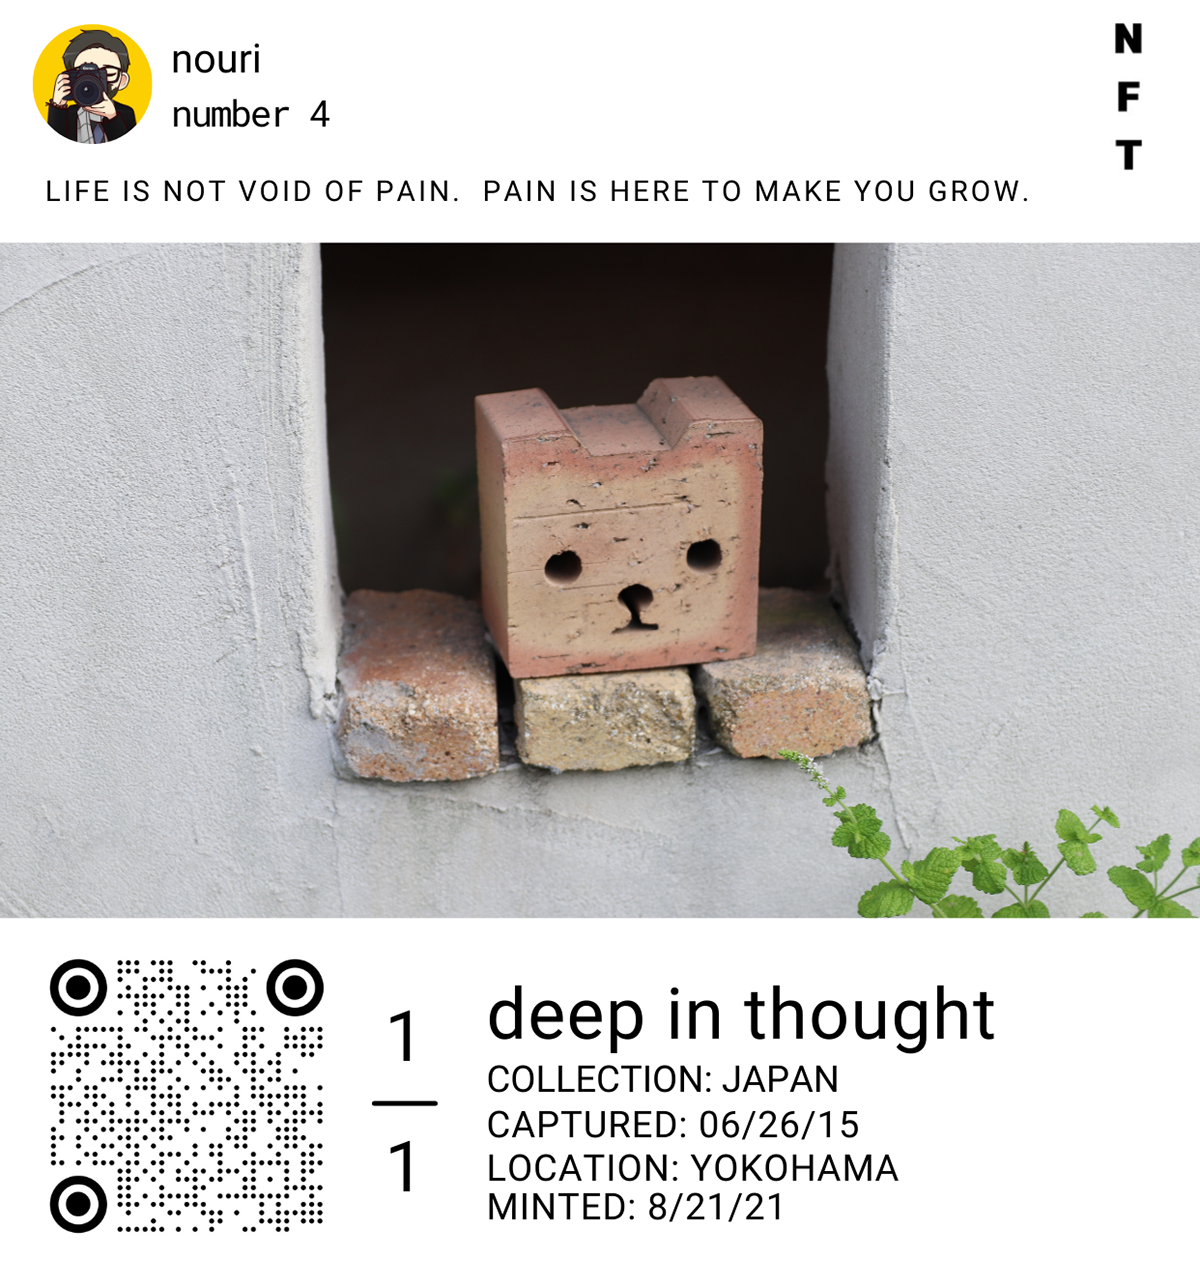 nouri
number 4
N
F
T
LIFE IS NOT VOID OF PAIN.  PAIN IS HERE TO MAKE YOU GROW.
1
1
deep in thought
COLLECTION: JAPAN
CAPTURED: 06/26/15
LOCATION: YOKOHAMA
MINTED: 8/21/21